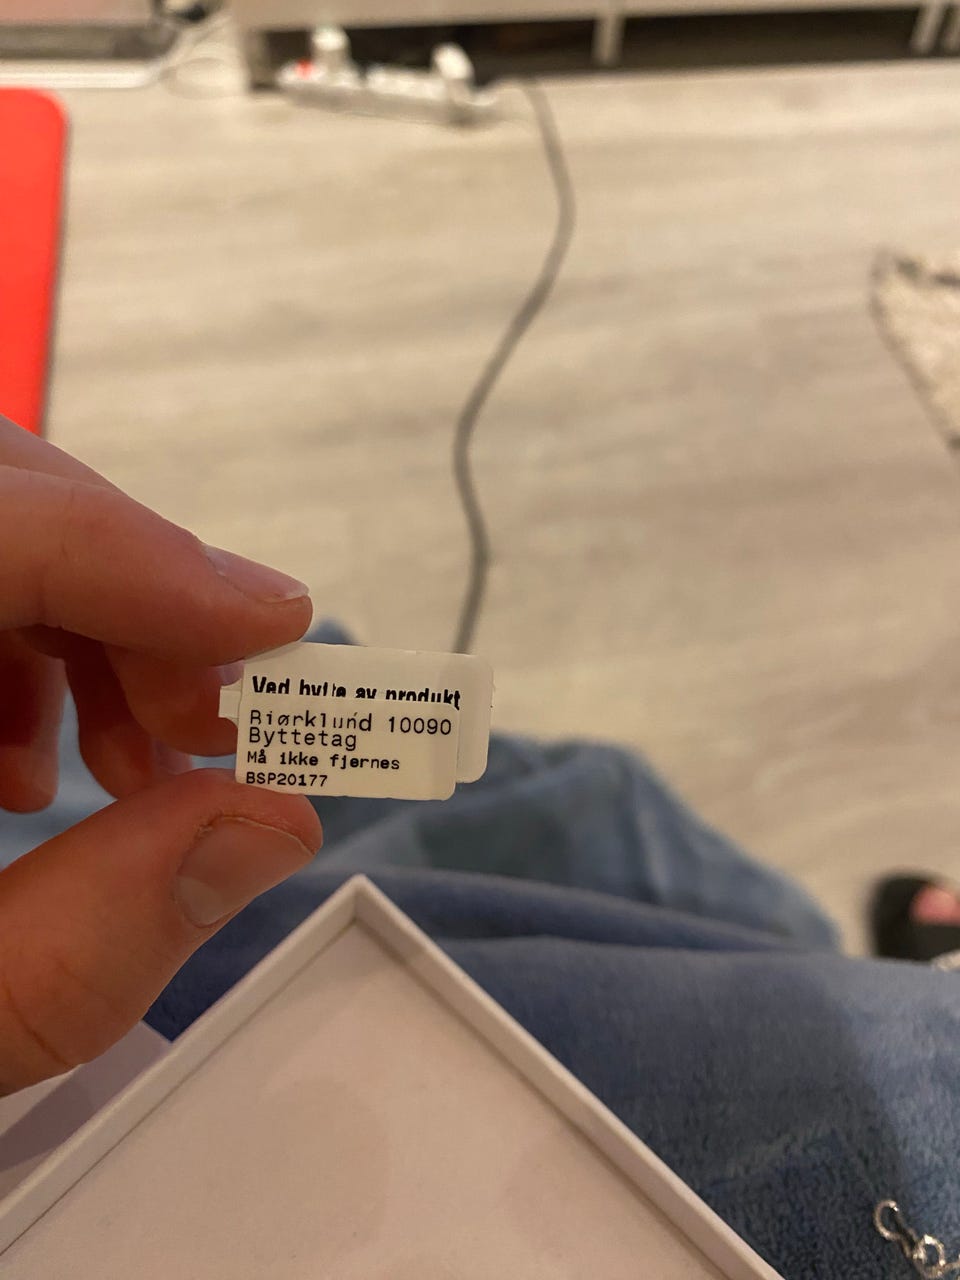 Ved bytte av produkt
Bjørklund 10090
Byttetag
Må ikke fjernes
BSP20177